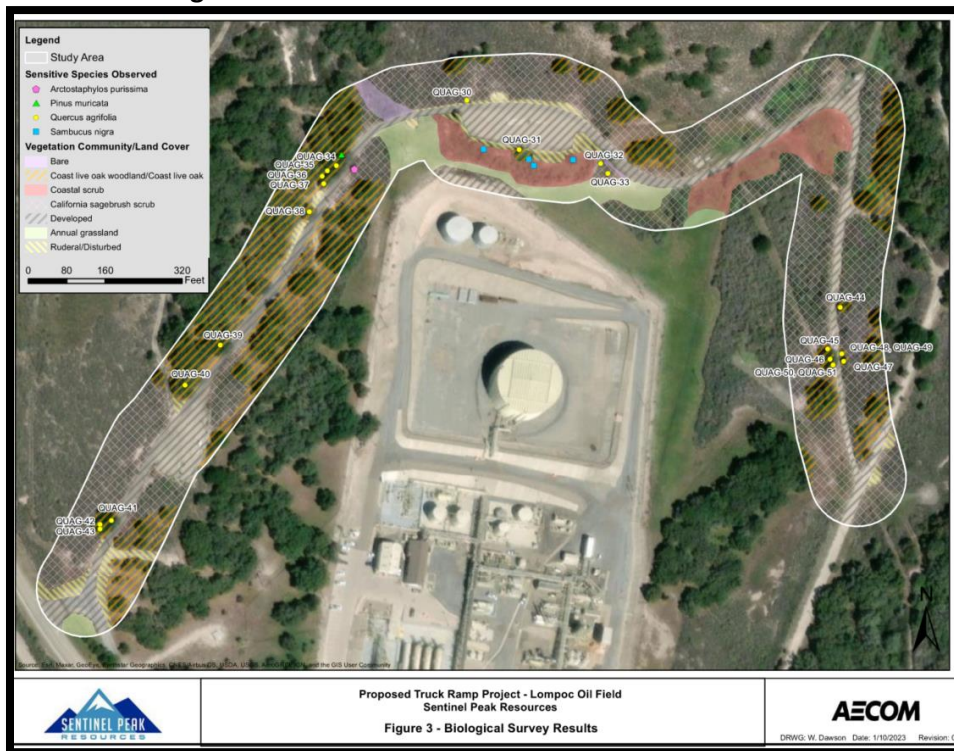 Legend
Study Area
Sensitive Species Observed
Arctostaphylos purissima
Pinus muricata
Quercus agrifolia
Sambucus nigra
Vegetation Community/Land Cover
Bare
Coast live oak woodland/Coast live oak
Coastal scrub
California sagebrush scrub
Developed
Annual grassland
Ruderal/Disturbed
0 80 160 320
Feet
QUAG-30
QUAG-31
QUAG-32
QUAG-33
QUAG-34
QUAG-35
QUAG-36
QUAG-37
QUAG-38
QUAG-39
QUAG-40
QUAG-41
QUAG-42
QUAG-43
QUAG-44
QUAG-45
QUAG-48, QUAG-49
QUAG-46
QUAG-47
QUAG-50, QUAG-51
N
and the GIS User Community
SENTINEL PEAK
RESOURCES
Proposed Truck Ramp Project - Lompoc Oil Field
Sentinel Peak Resources
Figure 3 - Biological Survey Results
AECOM
DRWG: W. Dawson Date: 1/10/2023 Revision: